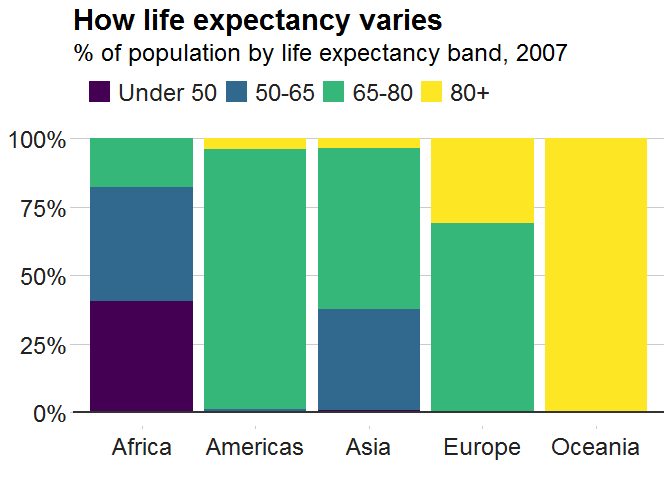 How life expectancy varies
% of population by life expectancy band, 2007
Under 50 50-65 65-80 80+
100%
75%
50%
25%
0%
Africa Americas Asia Europe Oceania